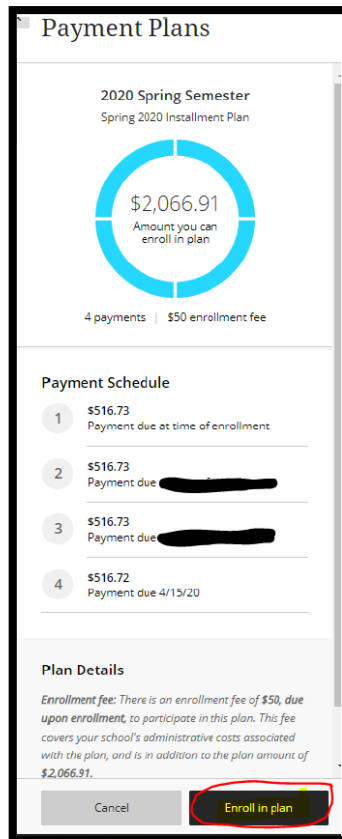 Payment Plans
2020 Spring Semester
Spring 2020 Installment Plan
$2,066.91
Amount you can
enroll in plan
4 payments | $50 enrollment fee
Payment Schedule
1
$516.73
Payment due at time of enrollment
2
$516.73
Payment due
3
$516.73
Payment due
4
$516.72
Payment due 4/15/20
Plan Details
Enrollment fee: There is an enrollment fee of $50, due
upon enrollment, to participate in this plan. This fee
covers your school's administrative costs associated
with the plan, and is in addition to the plan amount of
$2,066.91.
Cancel
Enroll in plan